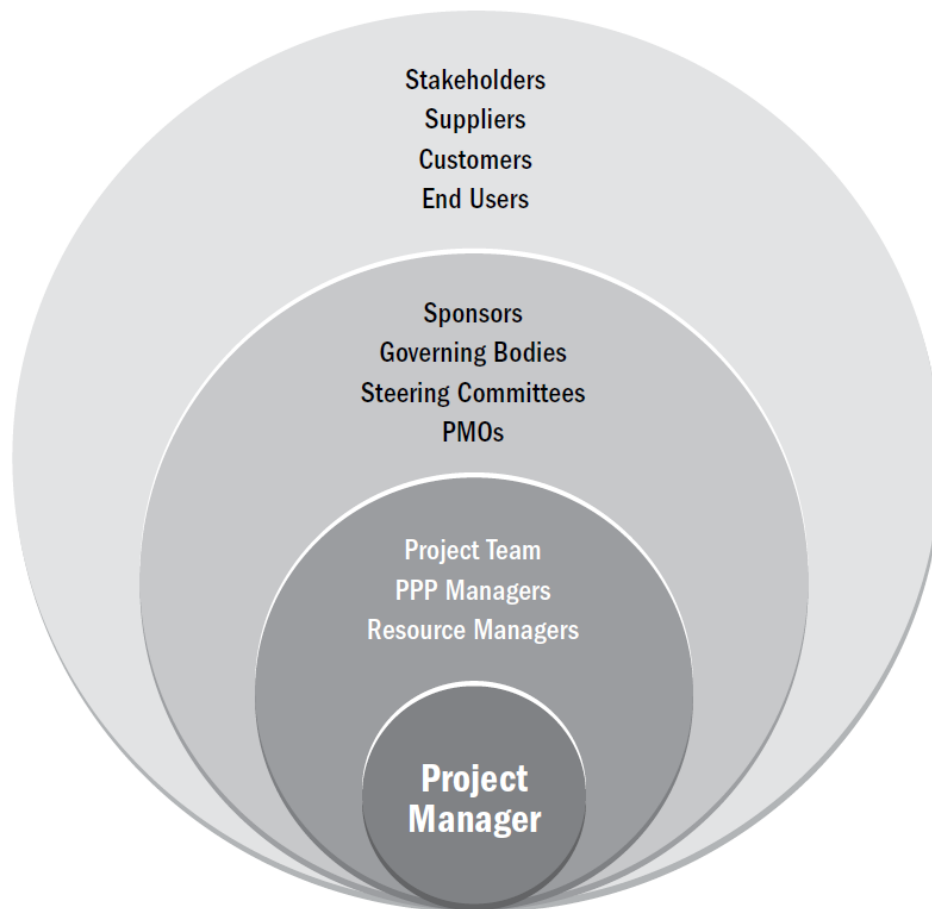 Stakeholders
Suppliers
Customers
End Users
Sponsors
Governing Bodies
Steering Committees
PMOs
Project Team
PPP Managers
Resource Managers
Project
Manager